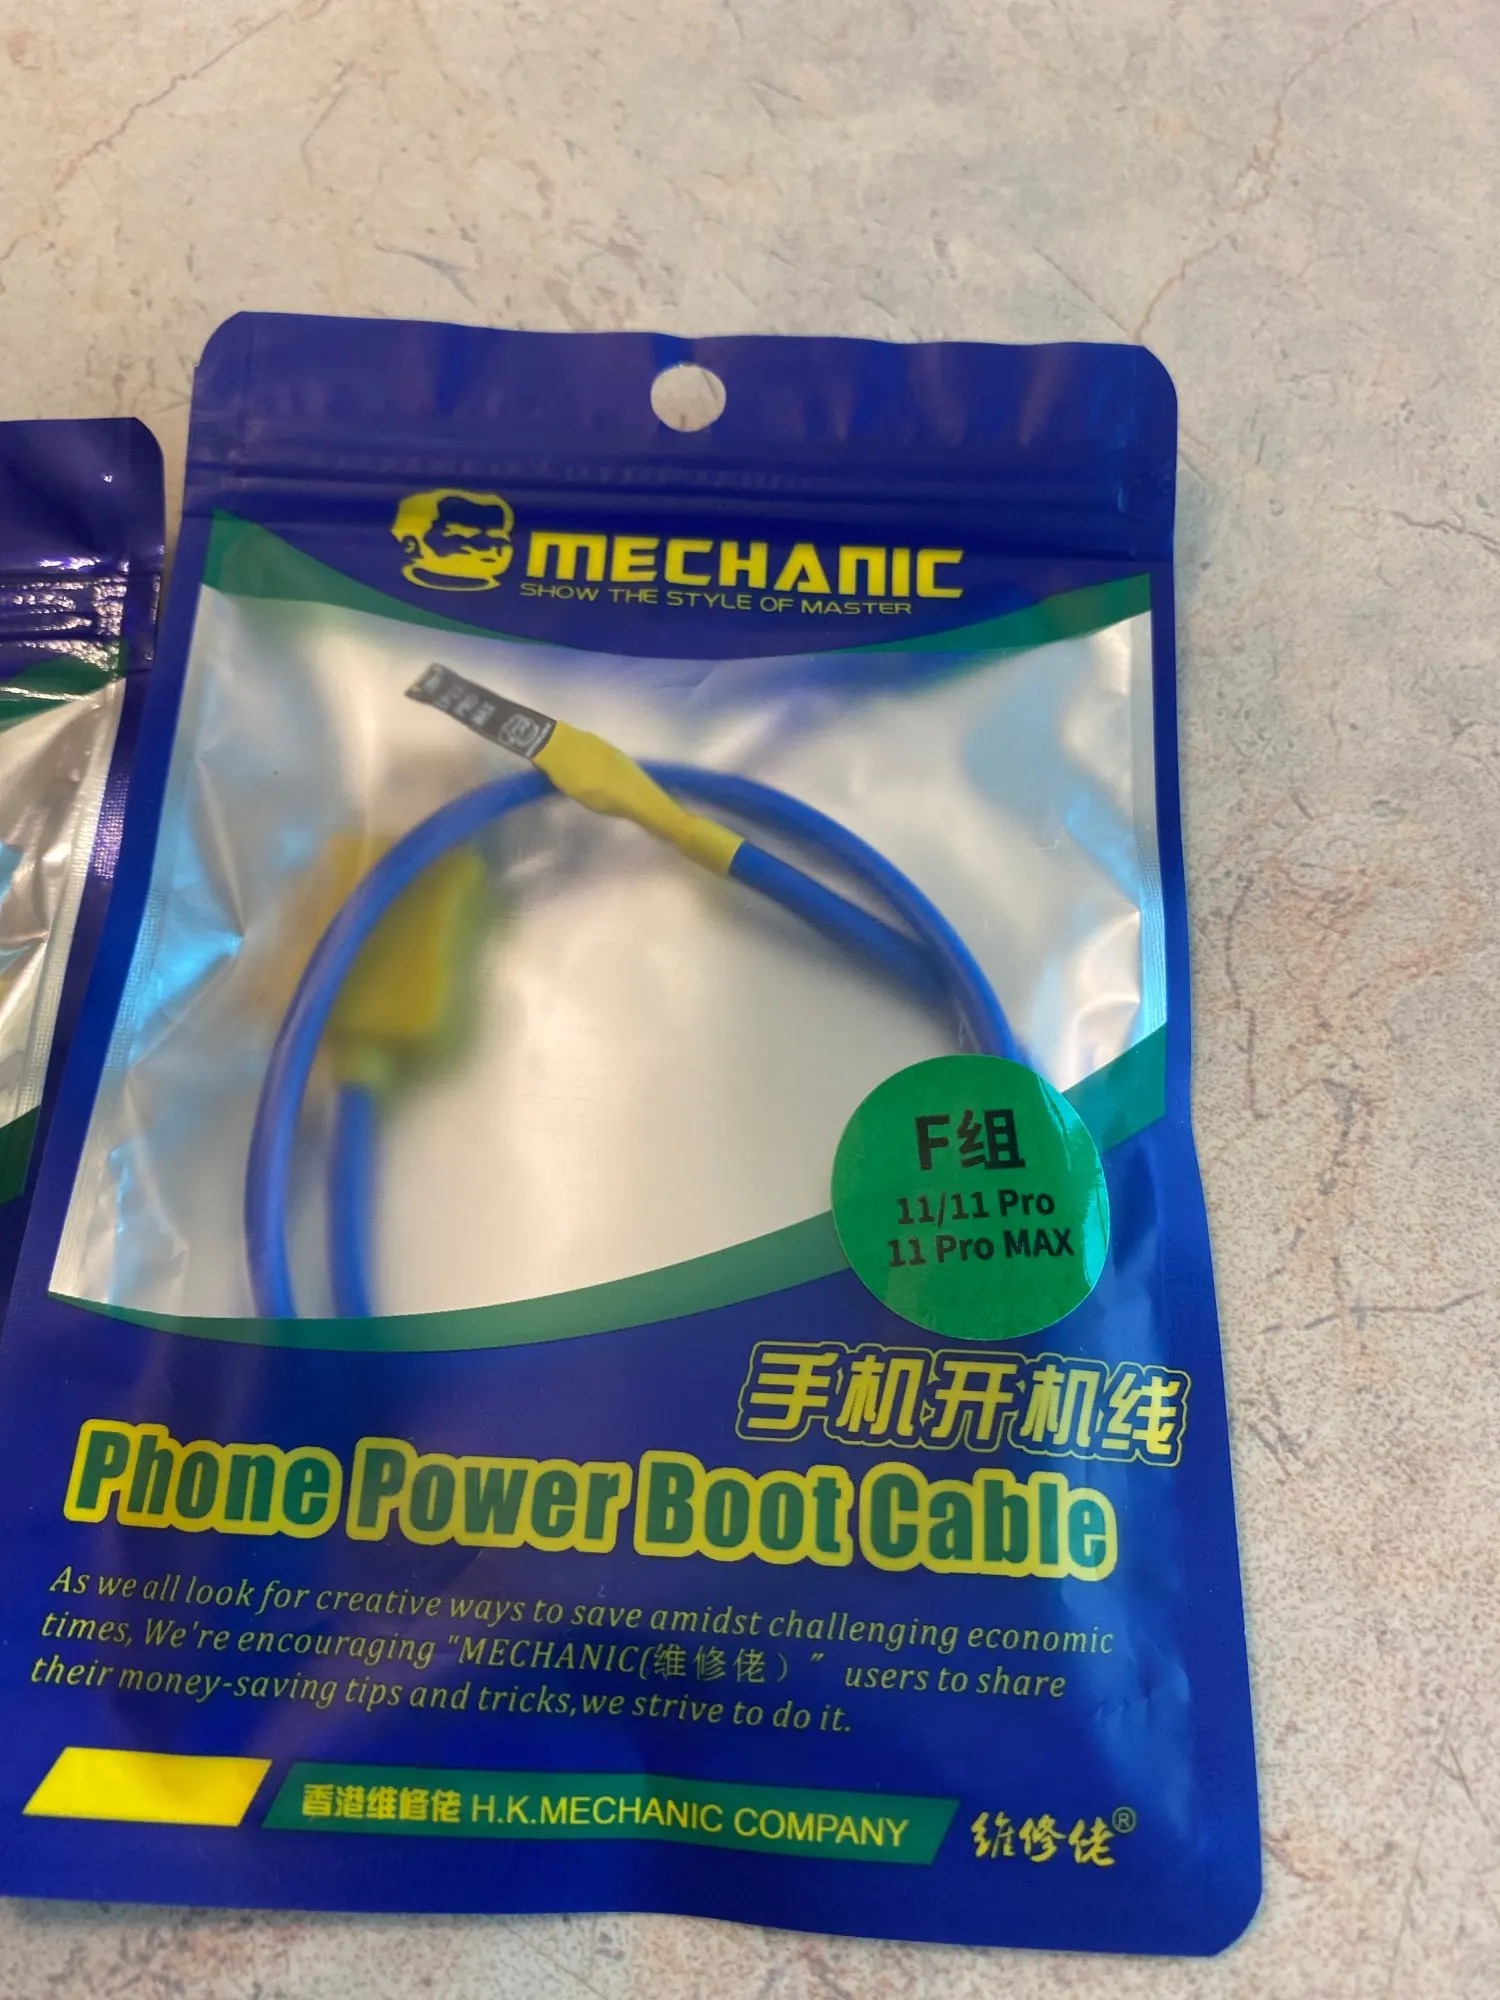 MECHANIC
SHOW THE STYLE OF MASTER
F组
11/11 Pro
11 Pro MAX
手机开机线
Phone Power Boot Cable
As we all look for creative ways to save amidst challenging economic
times, We're encouraging "MECHANIC(维修佬）" users to share
their money-saving tips and tricks,we strive to do it.
香港维修佬 H.K.MECHANIC COMPANY
维修佬®